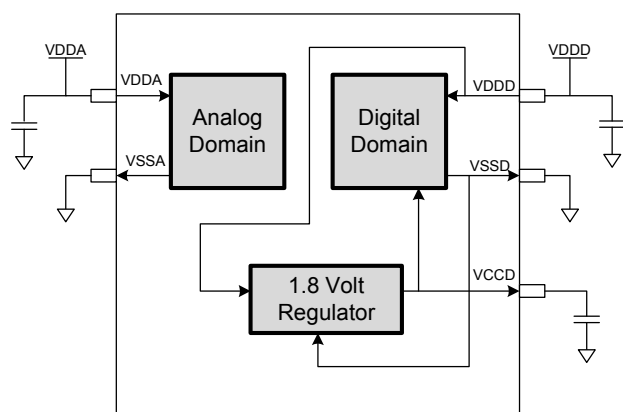 VDDA
VDDD
VDDA
Analog
Domain
Digital
Domain
VDDD
VSSA
VSSD
1.8 Volt
Regulator
VCCD